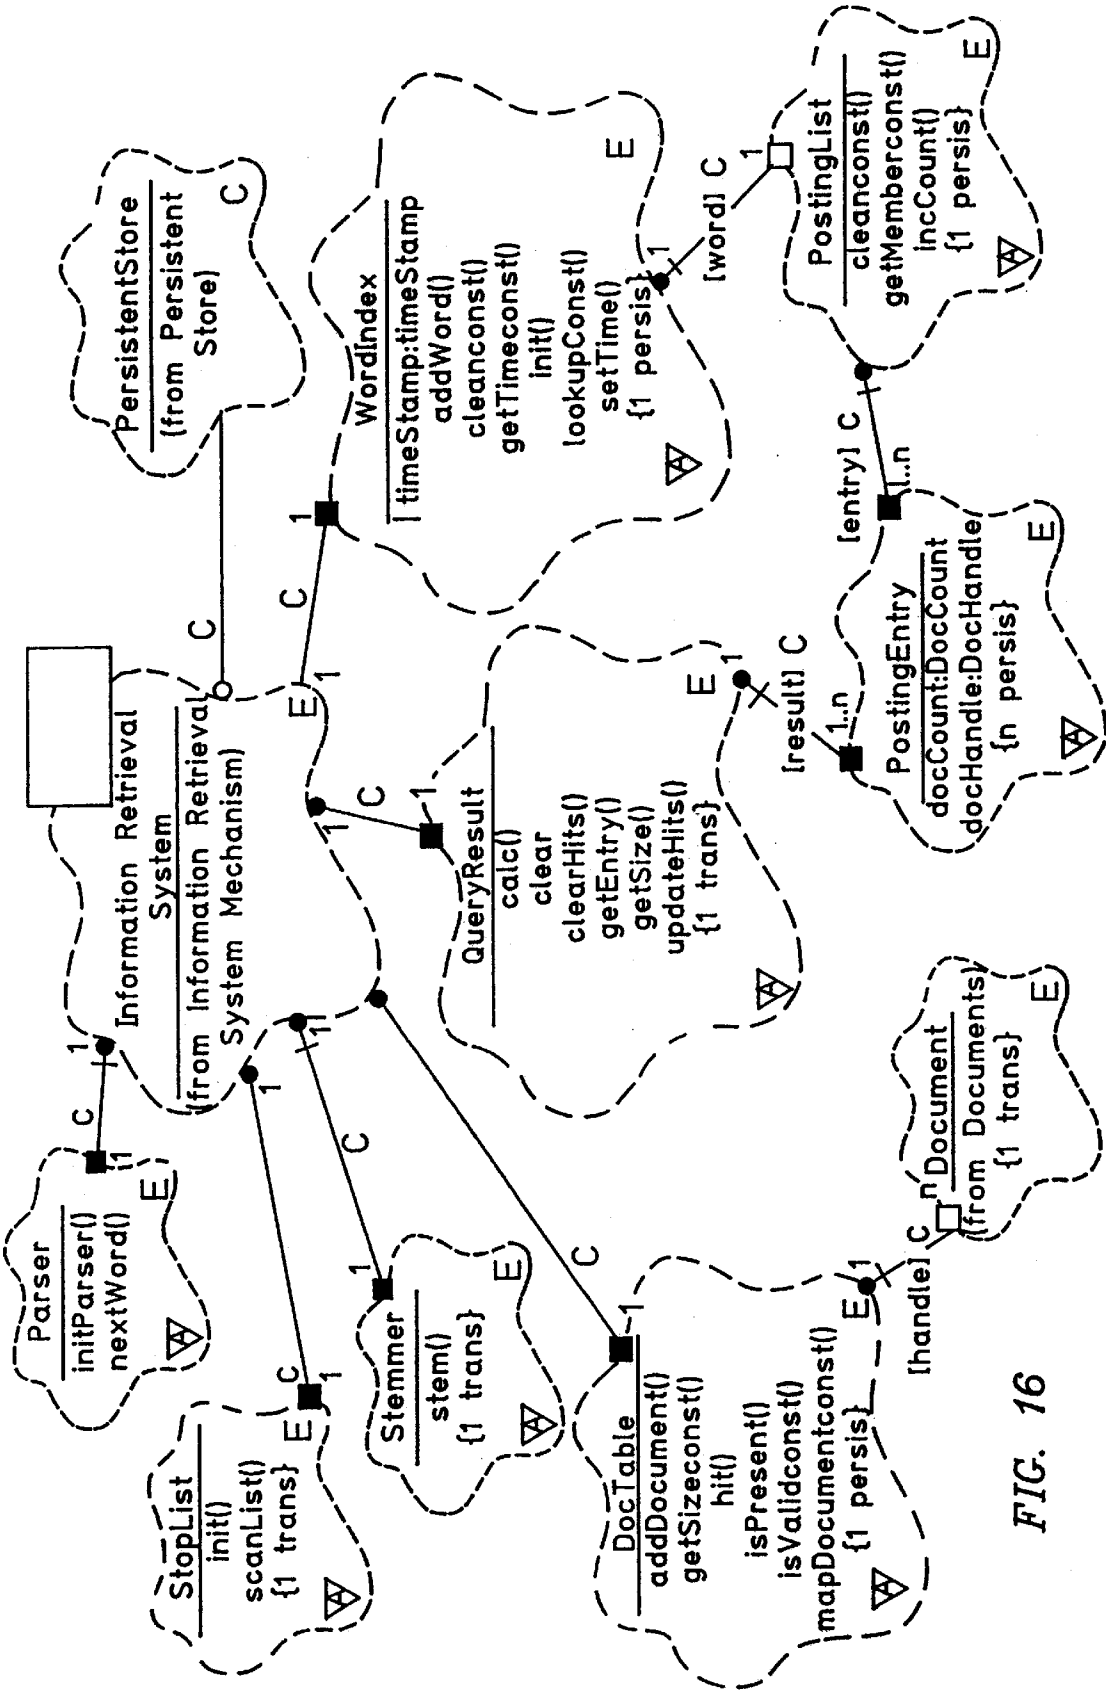 Parser
initParser()
nextWord()
E
A
1
C
1
StopList
init()
scanList()
{1 trans}
E
A
C
1
1
Stemmer
stem()
{1 trans}
E
A
1
C
1
Information Retrieval
System
(from Information Retrieval
System Mechanism)
E
C
PersistentStore
(from Persistent
Store)
C
1
C
1
WordIndex
timeStamp:timeStamp
addWord()
cleanconst()
getTimeconst()
init()
lookupConst()
setTime()
{1 persis}
E
A
1
C
1
QueryResult
calc()
clear
clearHits()
getEntry()
getSize()
updateHits()
{1 trans}
E
A
C
1
DocTable
addDocument()
getSizeconst()
hit()
isPresent()
isValidconst()
mapDocumentconst()
{1 persis}
E
A
1
[handle] C
n
Document
(from Documents)
{1 trans}
E
1
[result] C
1..n
PostingEntry
docCount:DocCount
docHandle:DocHandle
{n persis}
E
A
1..n
[entry] C
1
[word] C
1
PostingList
cleanconst()
getMemberconst()
incCount()
{1 persis}
E
A
FIG. 16